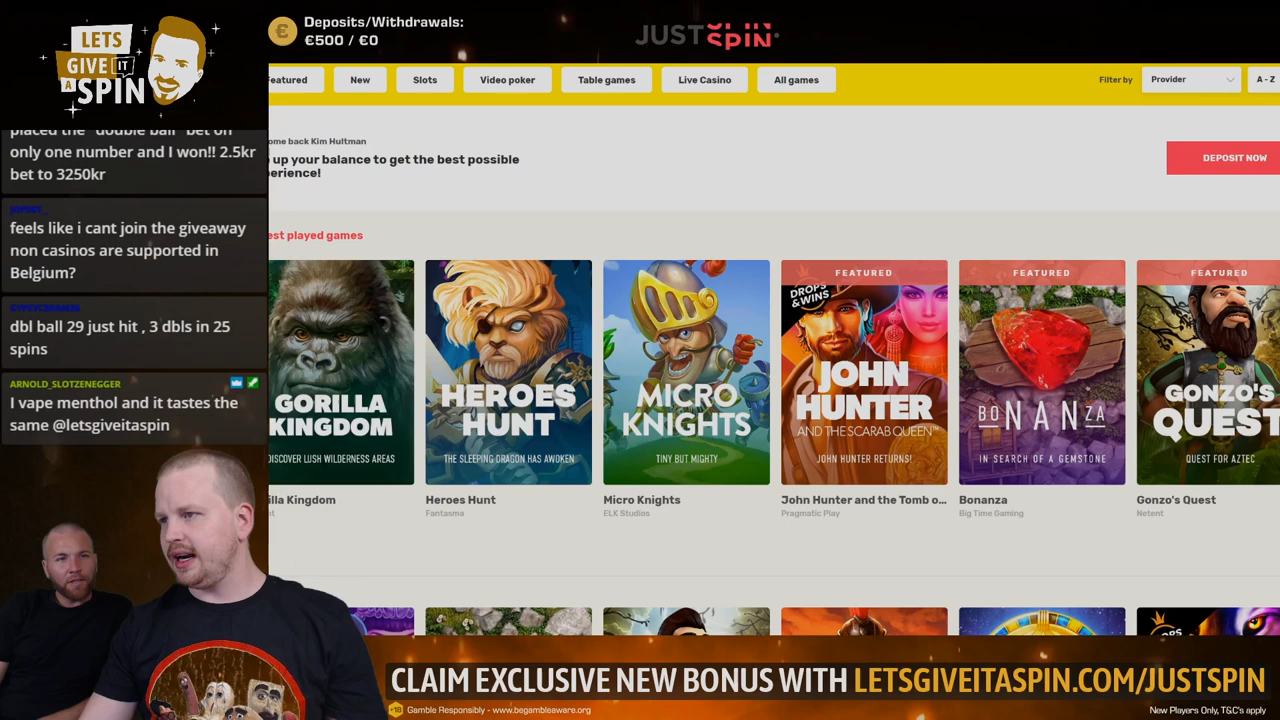 LETS
GIVE IT
A SPIN
Deposits/Withdrawals:
€500 / €0
JUST SPIN
Featured
New
Slots
Video poker
Table games
Live Casino
All games
Filter by
Provider
A - Z
placed the "double ball" bet on
only one number and I won!! 2.5kr
bet to 3250kr
feels like i cant join the giveaway
non casinos are supported in
Belgium?
dbl ball 29 just hit , 3 dbls in 25
spins
ARNOLD_SLOTZENEGGER
I vape menthol and it tastes the
same @letsgiveitaspin
ome back Kim Hultman
up your balance to get the best possible
perience!
DEPOSIT NOW
est played games
GORILLA
KINGDOM
DISCOVER LUSH WILDERNESS AREAS
illa Kingdom
HEROES
HUNT
THE SLEEPING DRAGON HAS AWOKEN
Heroes Hunt
Fantasma
MICRO
KNIGHTS
TINY BUT MIGHTY
Micro Knights
ELK Studios
FEATURED
DROPS
& WINS
JOHN
HUNTER
AND THE SCARAB QUEEN™
JOHN HUNTER RETURNS!
John Hunter and the Tomb o...
Pragmatic Play
FEATURED
BONANZA
IN SEARCH OF A GEMSTONE
Bonanza
Big Time Gaming
FEATURED
GONZO'S
QUEST
QUEST FOR AZTEC
Gonzo's Quest
Netent
CLAIM EXCLUSIVE NEW BONUS WITH LETSGIVEITASPIN.COM/JUSTSPIN
+18 Gamble Responsibly - www.begambleaware.org
New Players Only, T&C's apply